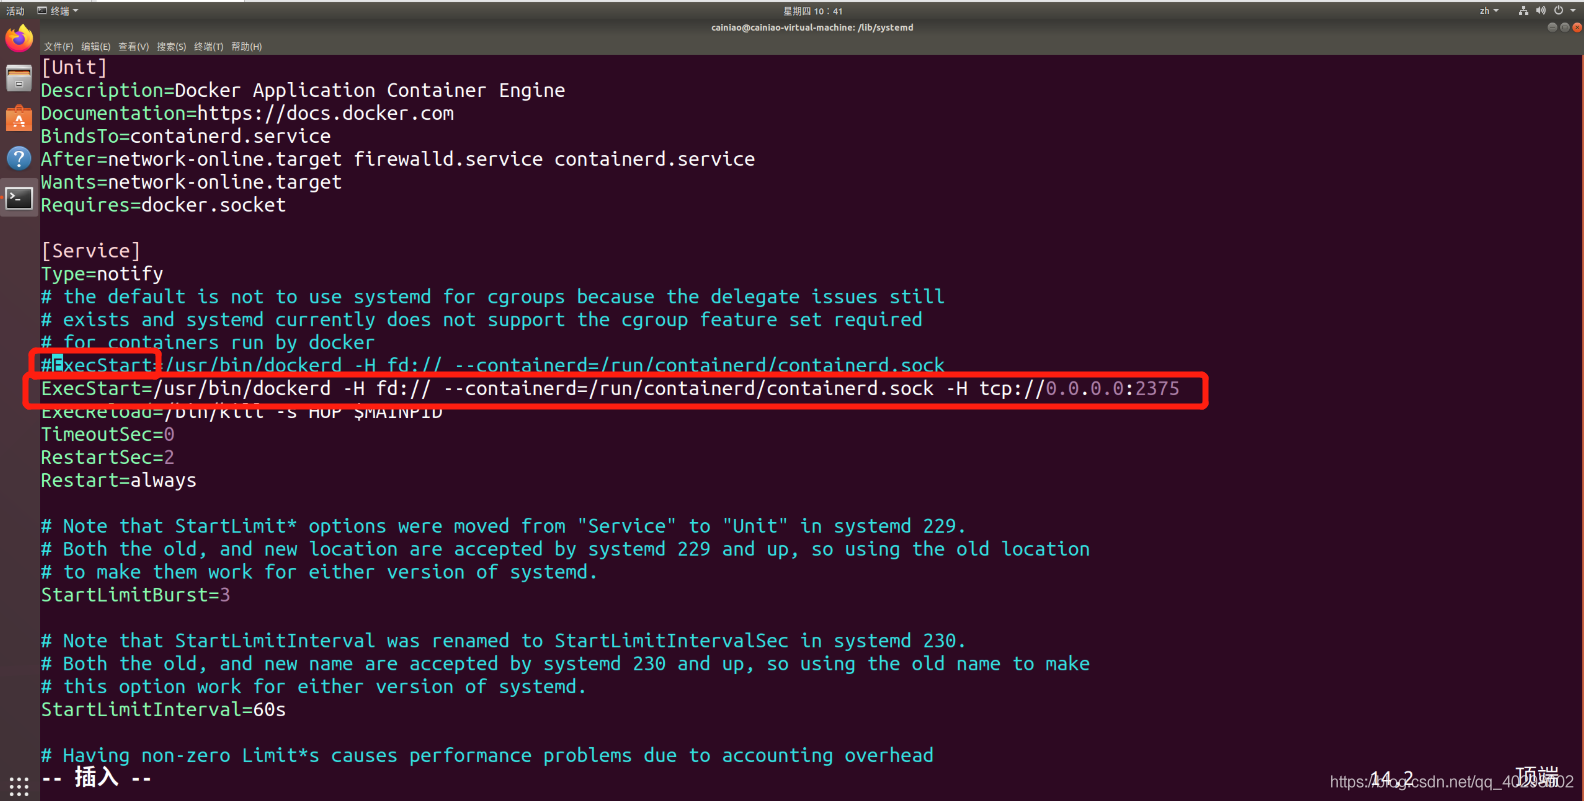 活动 终端 星期四 10：41 zh
cainiao@cainiao-virtual-machine: /lib/systemd
文件(F) 编辑(E) 查看(V) 搜索(S) 终端(T) 帮助(H)
[Unit]
Description=Docker Application Container Engine
Documentation=https://docs.docker.com
BindsTo=containerd.service
After=network-online.target firewalld.service containerd.service
Wants=network-online.target
Requires=docker.socket
[Service]
Type=notify
# the default is not to use systemd for cgroups because the delegate issues still
# exists and systemd currently does not support the cgroup feature set required
# for containers run by docker
#ExecStart=/usr/bin/dockerd -H fd:// --containerd=/run/containerd/containerd.sock
ExecStart=/usr/bin/dockerd -H fd:// --containerd=/run/containerd/containerd.sock -H tcp://0.0.0.0:2375
ExecReload=/bin/kill -s HUP $MAINPID
TimeoutSec=0
RestartSec=2
Restart=always
# Note that StartLimit* options were moved from "Service" to "Unit" in systemd 229.
# Both the old, and new location are accepted by systemd 229 and up, so using the old location
# to make them work for either version of systemd.
StartLimitBurst=3
# Note that StartLimitInterval was renamed to StartLimitIntervalSec in systemd 230.
# Both the old, and new name are accepted by systemd 230 and up, so using the old name to make
# this option work for either version of systemd.
StartLimitInterval=60s
# Having non-zero Limit*s causes performance problems due to accounting overhead
-- 插入 -- 14,2 顶端